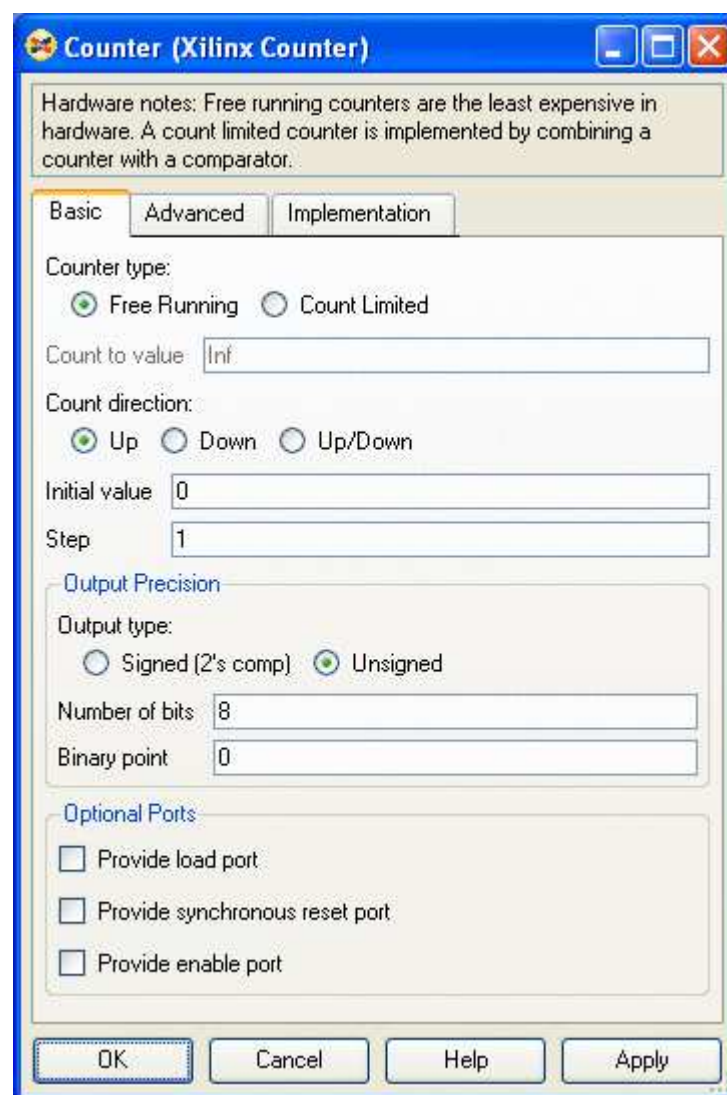 Counter (Xilinx Counter)
Hardware notes: Free running counters are the least expensive in
hardware. A count limited counter is implemented by combining a
counter with a comparator.
Basic Advanced Implementation
Counter type:
Free Running Count Limited
Count to value Inf
Count direction:
Up Down Up/Down
Initial value 0
Step 1
Output Precision
Output type:
Signed (2's comp) Unsigned
Number of bits 8
Binary point 0
Optional Ports
Provide load port
Provide synchronous reset port
Provide enable port
OK Cancel Help Apply